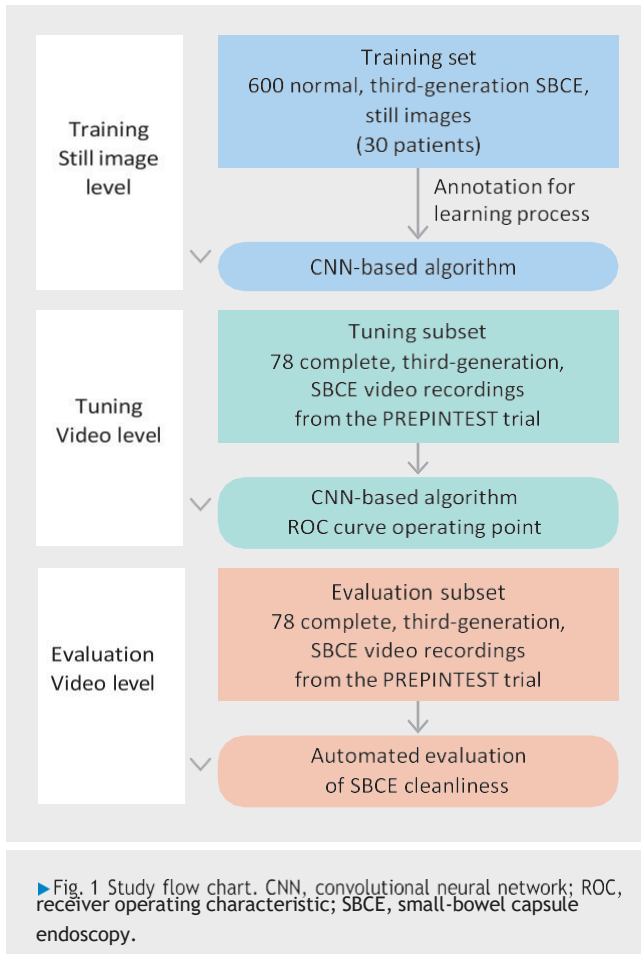 Training
Still image
level
Training set
600 normal, third-generation SBCE,
still images
(30 patients)
Annotation for
learning process
CNN-based algorithm
Tuning
Video level
Tuning subset
78 complete, third-generation,
SBCE video recordings
from the PREPINTEST trial
CNN-based algorithm
ROC curve operating point
Evaluation
Video level
Evaluation subset
78 complete, third-generation,
SBCE video recordings
from the PREPINTEST trial
Automated evaluation
of SBCE cleanliness
▶Fig. 1 Study flow chart. CNN, convolutional neural network; ROC,
receiver operating characteristic; SBCE, small-bowel capsule
endoscopy.